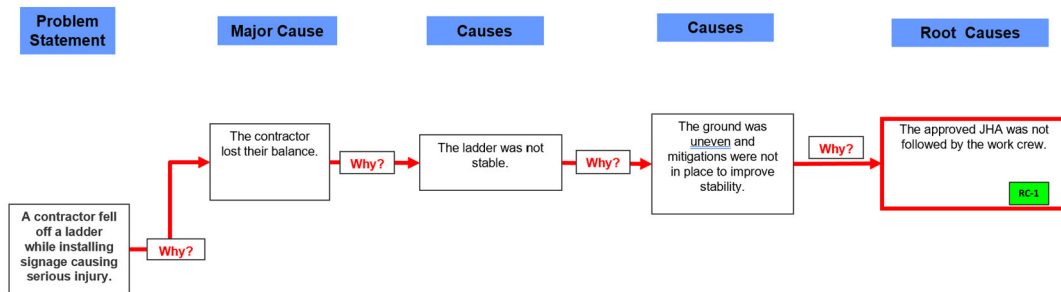 Problem
Statement
Major Cause
Causes
Causes
Root Causes
A contractor fell
off a ladder
while installing
signage causing
serious injury.
Why?
The contractor
lost their balance.
Why?
The ladder was not
stable.
Why?
The ground was
uneven and
mitigations were not
in place to improve
stability.
Why?
The approved JHA was not
followed by the work crew.
RC-1